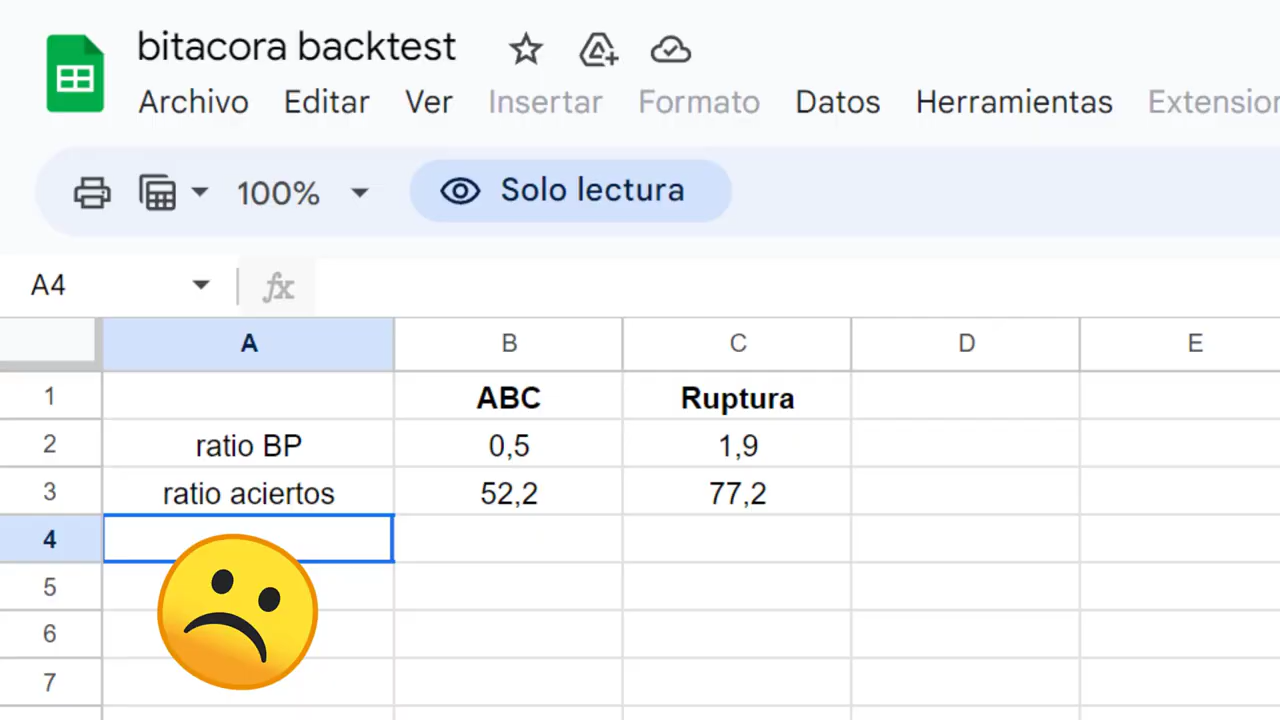 bitacora backtest
Archivo Editar Ver Insertar Formato Datos Herramientas Extension
100% Solo lectura
A4 fx
A B C D E
1 ABC Ruptura
2 ratio BP 0,5 1,9
3 ratio aciertos 52,2 77,2
4
5
6
7